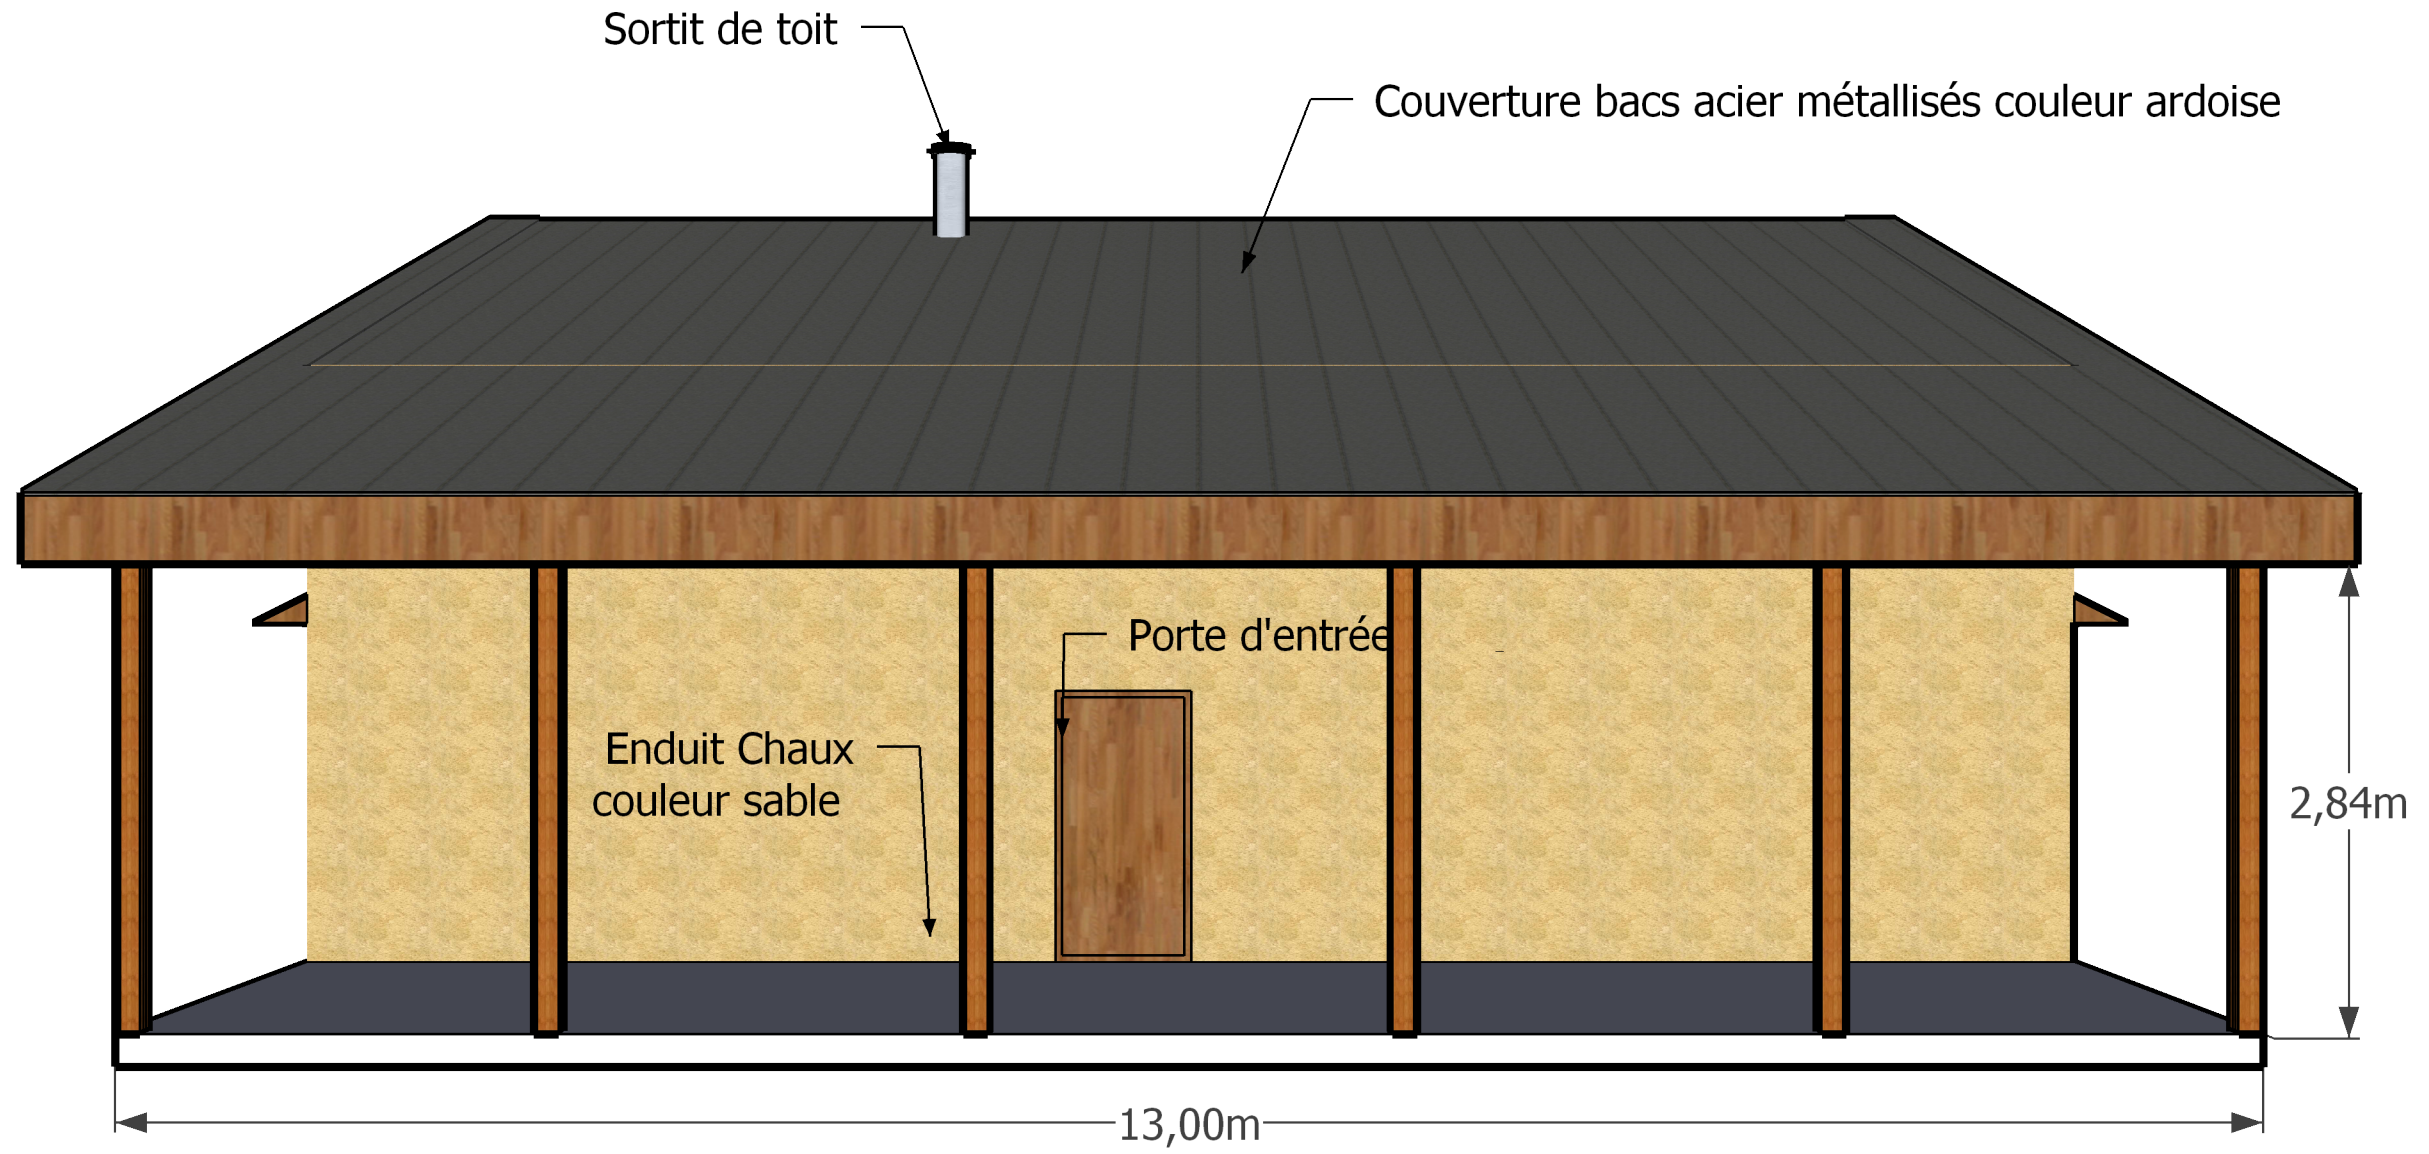 Sortit de toit
Couverture bacs acier métallisés couleur ardoise
Porte d'entrée
Enduit Chaux
couleur sable
2,84m
13,00m